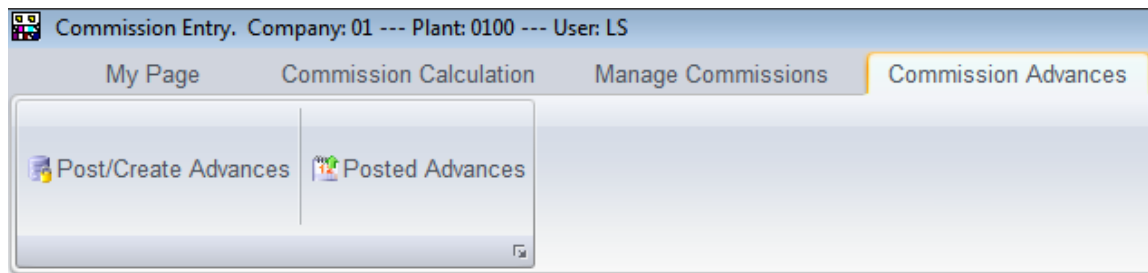 Commission Entry. Company: 01 --- Plant: 0100 --- User: LS
My Page Commission Calculation Manage Commissions Commission Advances
Post/Create Advances Posted Advances